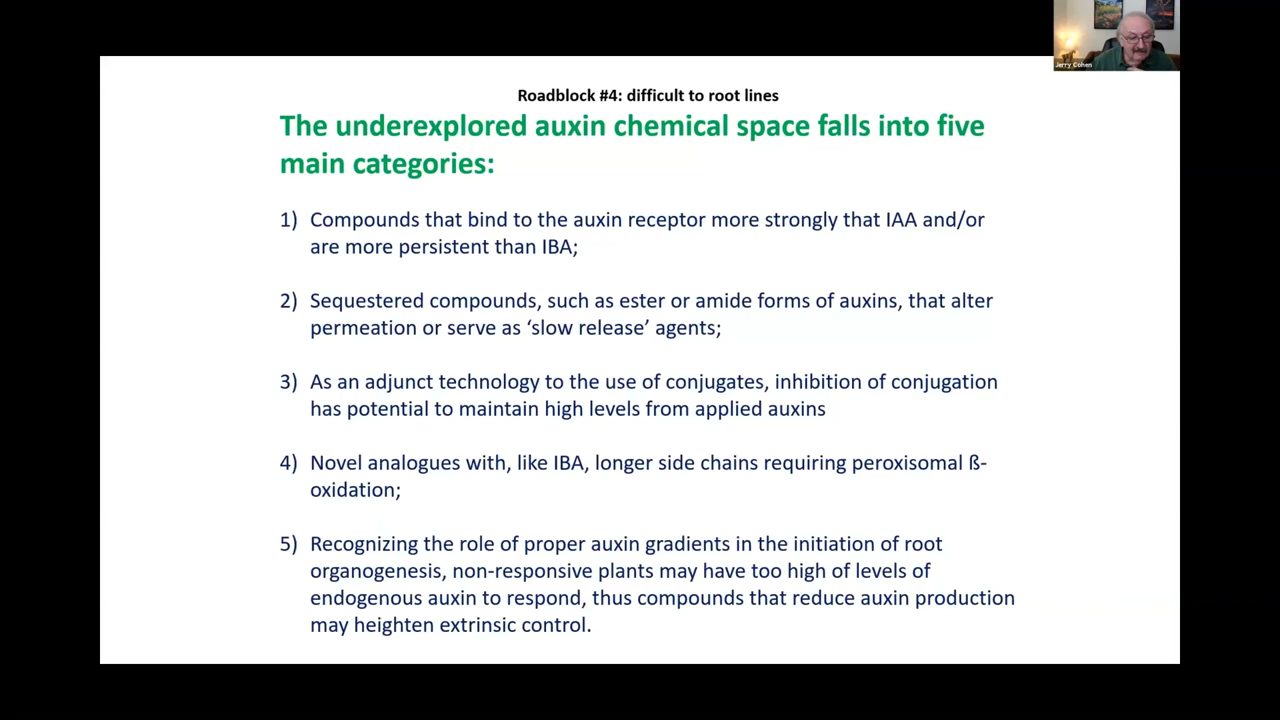 Jerry Cohen
Roadblock #4: difficult to root lines
The underexplored auxin chemical space falls into five
main categories:
1) Compounds that bind to the auxin receptor more strongly that IAA and/or
are more persistent than IBA;
2) Sequestered compounds, such as ester or amide forms of auxins, that alter
permeation or serve as ‘slow release’ agents;
3) As an adjunct technology to the use of conjugates, inhibition of conjugation
has potential to maintain high levels from applied auxins
4) Novel analogues with, like IBA, longer side chains requiring peroxisomal ß-
oxidation;
5) Recognizing the role of proper auxin gradients in the initiation of root
organogenesis, non-responsive plants may have too high of levels of
endogenous auxin to respond, thus compounds that reduce auxin production
may heighten extrinsic control.